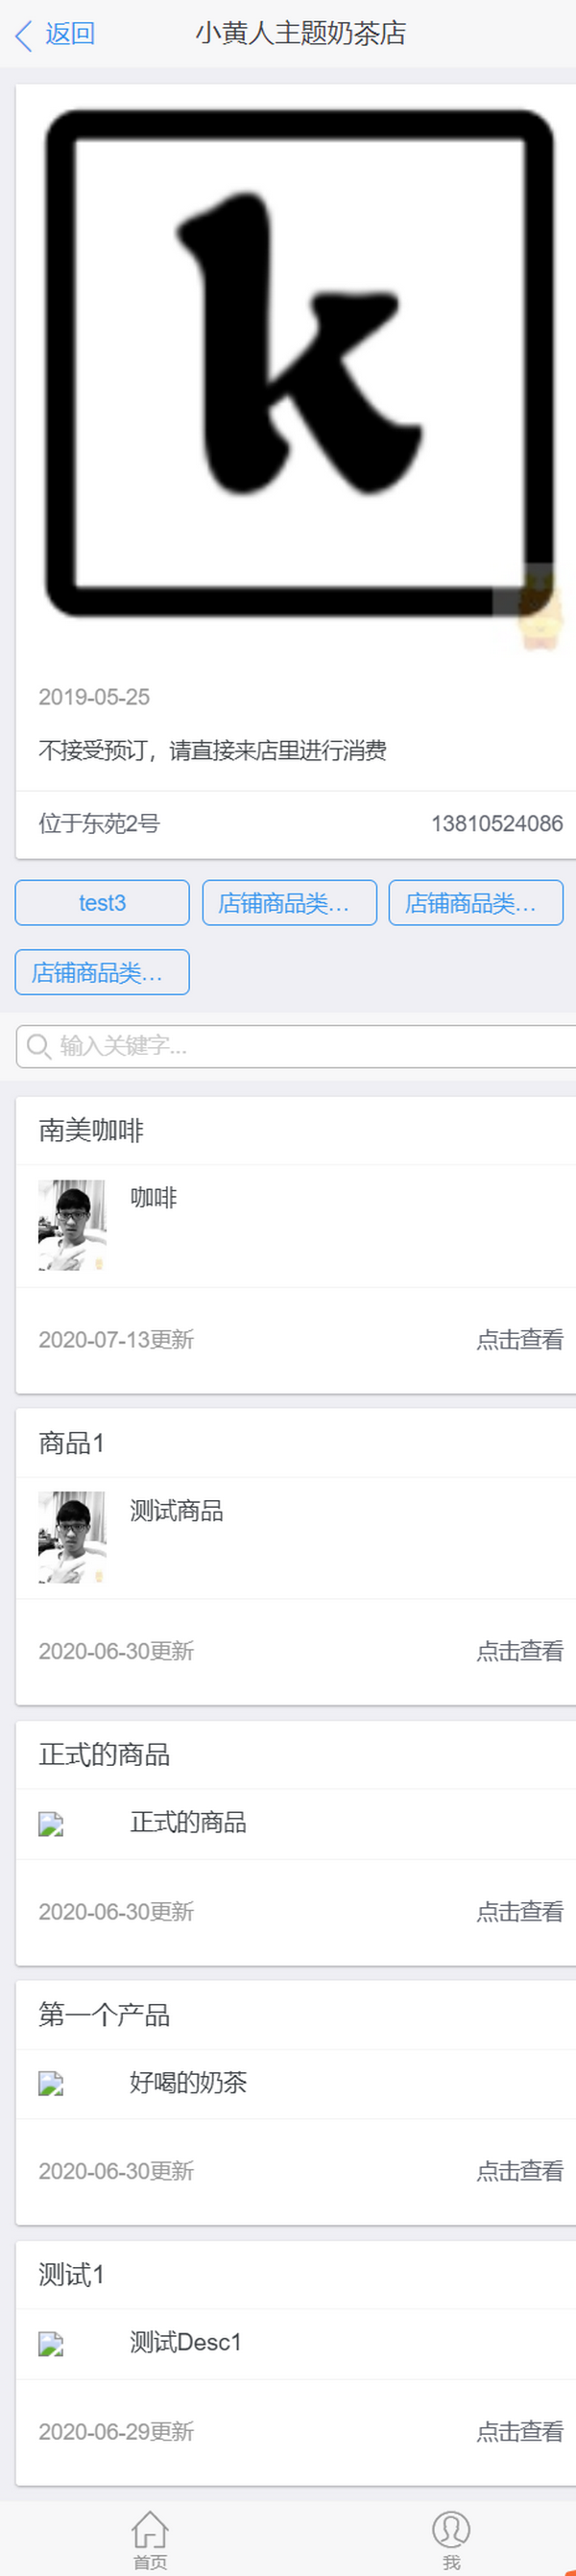 返回
小黄人主题奶茶店
k
2019-05-25
不接受预订，请直接来店里进行消费
位于东苑2号
13810524086
test3
店铺商品类...
店铺商品类...
店铺商品类...
输入关键字...
南美咖啡
咖啡
2020-07-13更新
点击查看
商品1
测试商品
2020-06-30更新
点击查看
正式的商品
正式的商品
2020-06-30更新
点击查看
第一个产品
好喝的奶茶
2020-06-30更新
点击查看
测试1
测试Desc1
2020-06-29更新
点击查看
首页
我